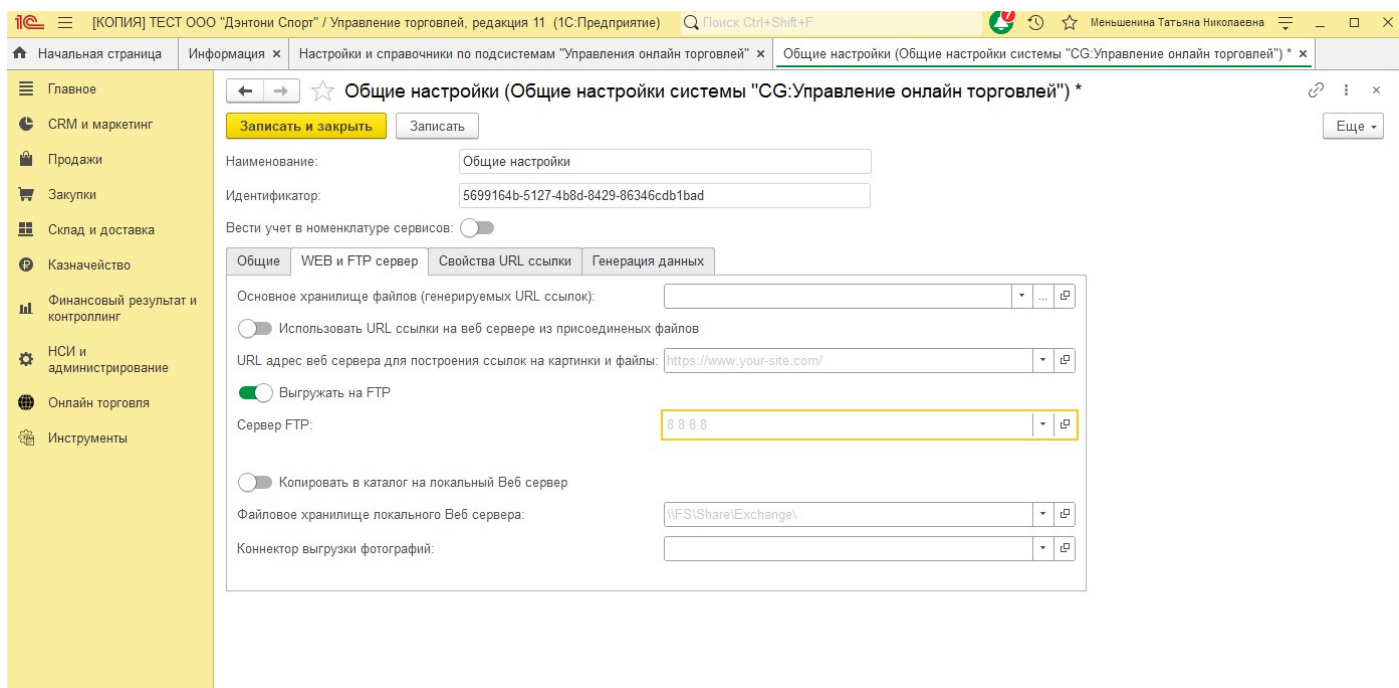 1С [КОПИЯ] ТЕСТ ООО "Дэнтони Спорт" / Управление торговлей, редакция 11 (1С:Предприятие) Поиск Ctrl+Shift+F Меньшенина Татьяна Николаевна
Начальная страница Информация × Настройки и справочники по подсистемам "Управления онлайн торговлей" × Общие настройки (Общие настройки системы "CG:Управление онлайн торговлей") * ×
Главное
CRM и маркетинг
Продажи
Закупки
Склад и доставка
Казначейство
Финансовый результат и
контроллинг
НСИ и
администрирование
Онлайн торговля
Инструменты
Общие настройки (Общие настройки системы "CG:Управление онлайн торговлей") *
Записать и закрыть Записать Еще
Наименование: Общие настройки
Идентификатор: 5699164b-5127-4b8d-8429-86346cdb1bad
Вести учет в номенклатуре сервисов:
Общие WEB и FTP сервер Свойства URL ссылки Генерация данных
Основное хранилище файлов (генерируемых URL ссылок): ...
Использовать URL ссылки на веб сервере из присоединеных файлов
URL адрес веб сервера для построения ссылок на картинки и файлы: https://www.your-site.com/
Выгружать на FTP
Сервер FTP: 8.8.8.8
Копировать в каталог на локальный Веб сервер
Файловое хранилище локального Веб сервера: \\FS\Share\Exchange\
Коннектор выгрузки фотографий: